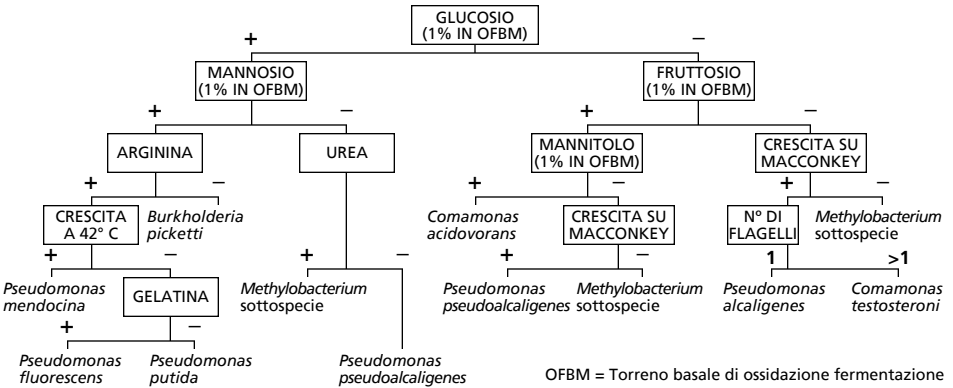 GLUCOSIO
(1% IN OFBM)
+
−
MANNOSIO
(1% IN OFBM)
FRUTTOSIO
(1% IN OFBM)
+
−
+
−
ARGININA
UREA
MANNITOLO
(1% IN OFBM)
CRESCITA SU
MACCONKEY
+
−
+
−
+
−
CRESCITA
A 42° C
Burkholderia
picketti
Comamonas
acidovorans
CRESCITA SU
MACCONKEY
N° DI
FLAGELLI
Methylobacterium
sottospecie
+
−
+
−
+
−
1
>1
Pseudomonas
mendocina
GELATINA
Methylobacterium
sottospecie
Pseudomonas
pseudoalcaligenes
Methylobacterium
sottospecie
Pseudomonas
alcaligenes
Comamonas
testosteroni
+
−
Pseudomonas
fluorescens
Pseudomonas
putida
Pseudomonas
pseudoalcaligenes
OFBM = Torreno basale di ossidazione fermentazione